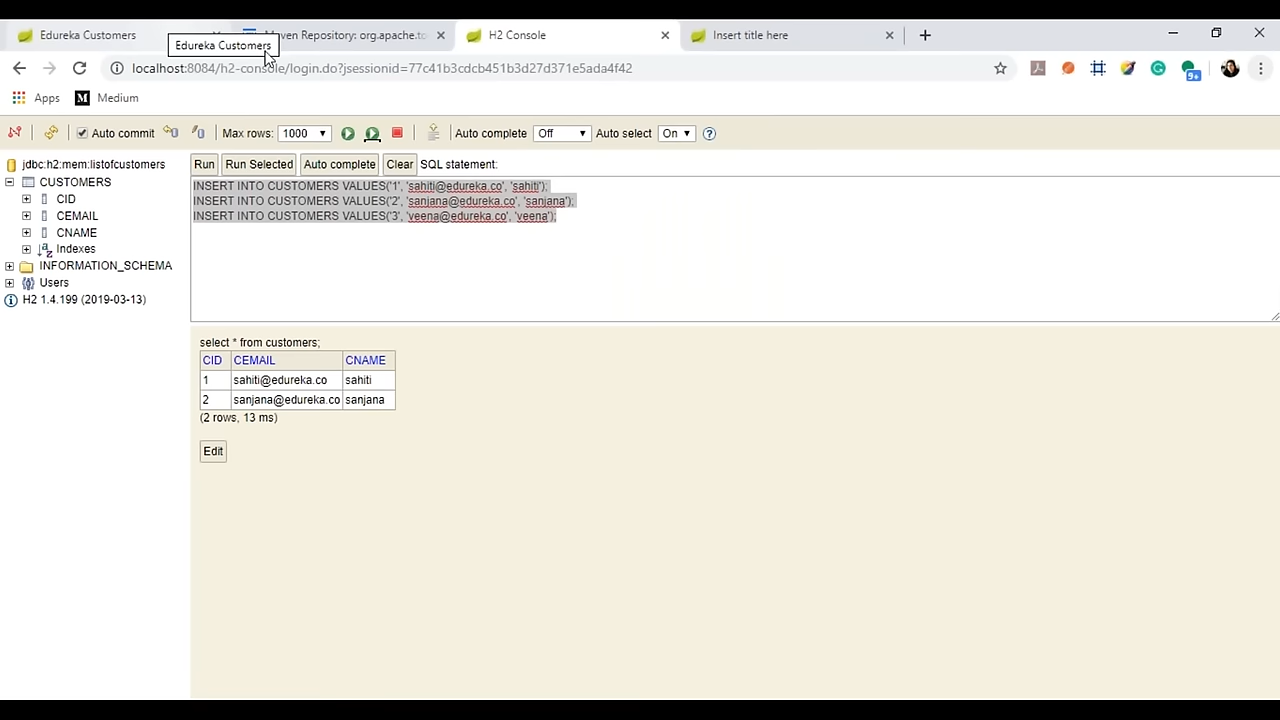 Edureka Customers
Maven Repository: org.apache.to
H2 Console
Insert title here
Edureka Customers
localhost:8084/h2-console/login.do?jsessionid=77c41b3cdcb451b3d27d371e5ada4f42
9+
Apps
M Medium
Auto commit
Max rows: 1000
Auto complete Off
Auto select On
?
jdbc:h2:mem:listofcustomers
CUSTOMERS
CID
CEMAIL
CNAME
Indexes
INFORMATION_SCHEMA
Users
H2 1.4.199 (2019-03-13)
Run Run Selected Auto complete Clear SQL statement:
INSERT INTO CUSTOMERS VALUES('1', 'sahiti@edureka.co', 'sahiti');
INSERT INTO CUSTOMERS VALUES('2', 'sanjana@edureka.co', 'sanjana');
INSERT INTO CUSTOMERS VALUES('3', 'veena@edureka.co', 'veena');
select * from customers;
CID CEMAIL CNAME
1 sahiti@edureka.co sahiti
2 sanjana@edureka.co sanjana
(2 rows, 13 ms)
Edit